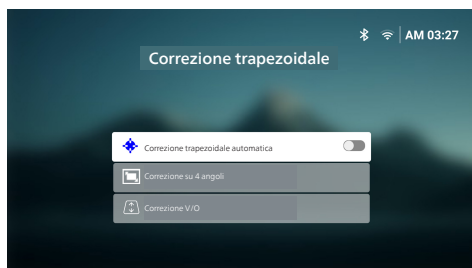 AM 03:27
Correzione trapezoidale
Correzione trapezoidale automatica
Correzione su 4 angoli
Correzione V/O